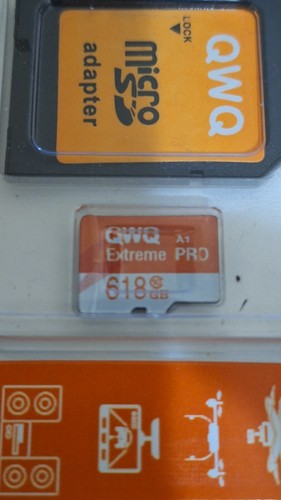 QWQ
LOCK
micro
SD
adapter
QWQ A1
Extreme PRO
618GB